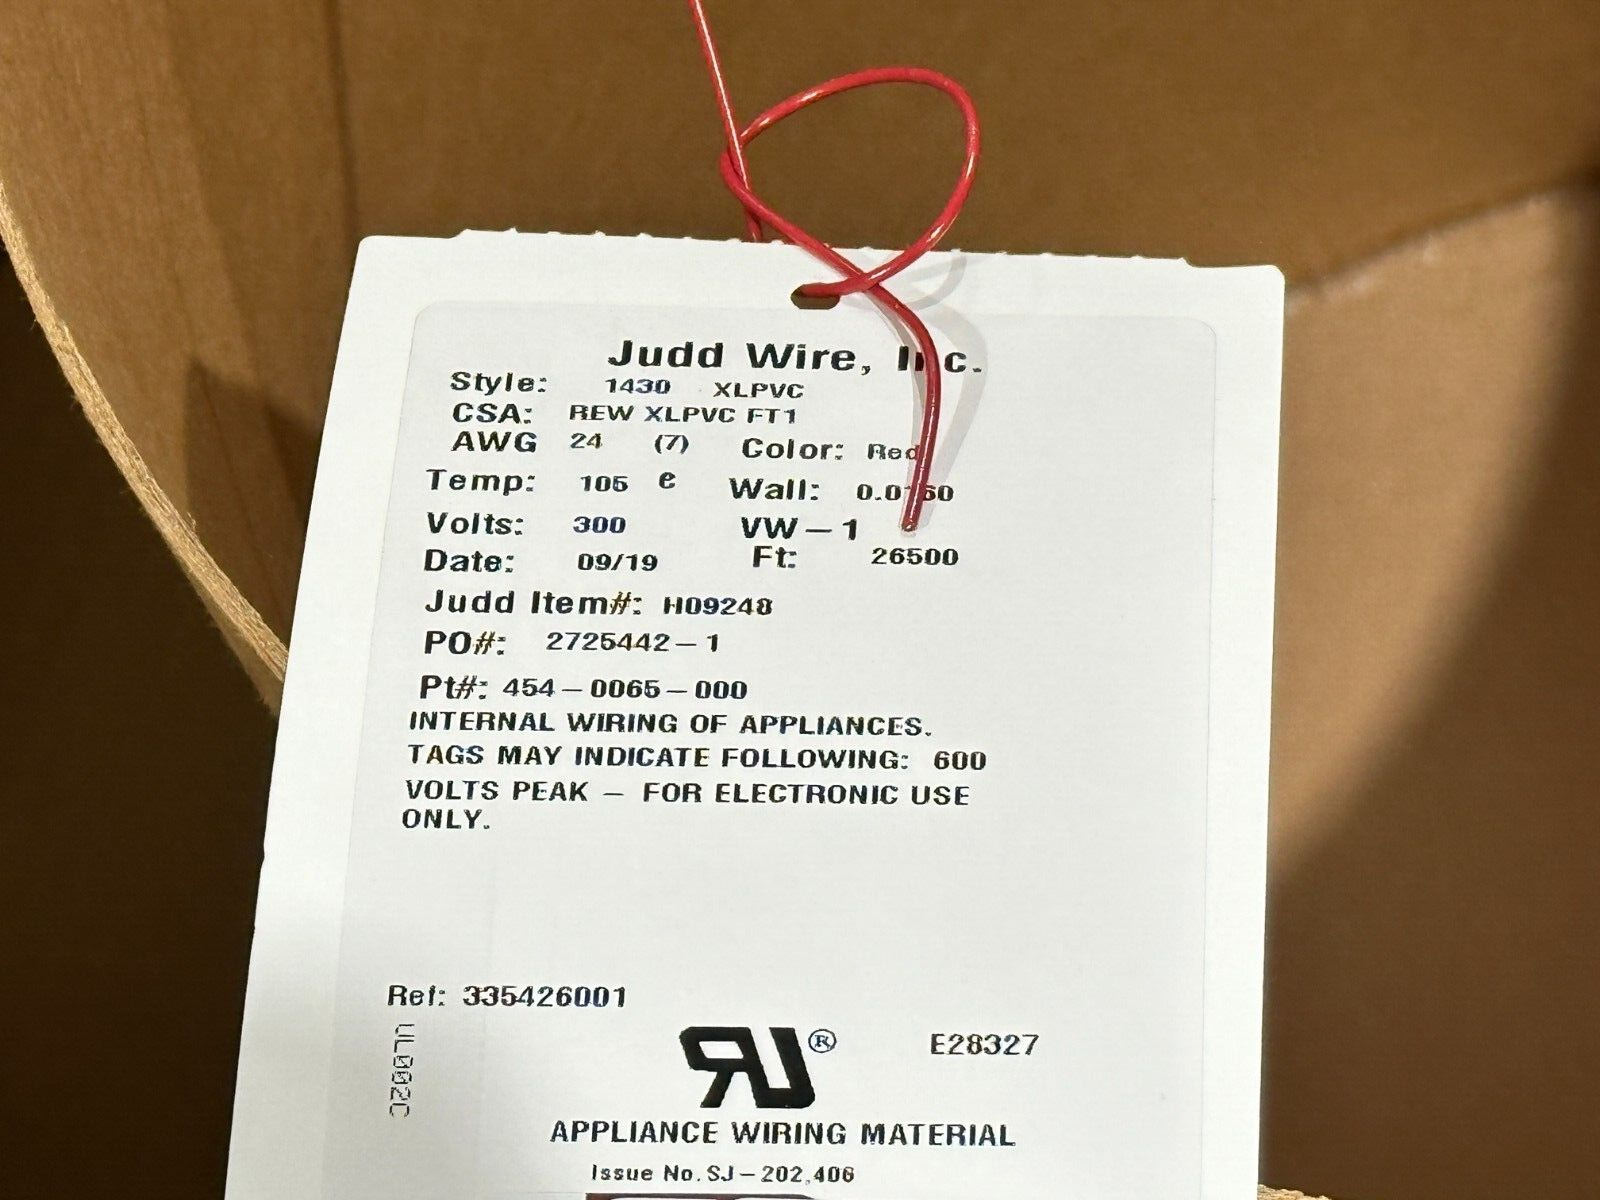 Judd Wire, Inc.
Style: 1430 XLPVC
CSA: REW XLPVC FT1
AWG 24 (7) Color: Red
Temp: 105 e Wall:
Volts: 300 VW-1
Date: 09/19 Ft: 26500
Judd Item#: H09248
PO#: 2725442-1
Pt#: 454-0065-000
INTERNAL WIRING OF APPLIANCES.
TAGS MAY INDICATE FOLLOWING: 600
VOLTS PEAK - FOR ELECTRONIC USE
ONLY.
Ref: 335426001
UL002C
RU® E28327
APPLIANCE WIRING MATERIAL
Issue No. SJ-202,406